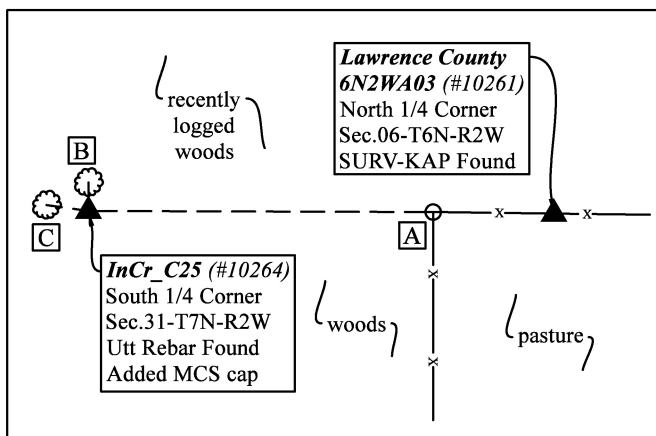 Lawrence County
6N2WA03 (#10261)
North 1/4 Corner
Sec.06-T6N-R2W
SURV-KAP Found
recently
logged
woods
B
C
A
x
x
InCr_C25 (#10264)
South 1/4 Corner
Sec.31-T7N-R2W
Utt Rebar Found
Added MCS cap
x
woods
pasture
x